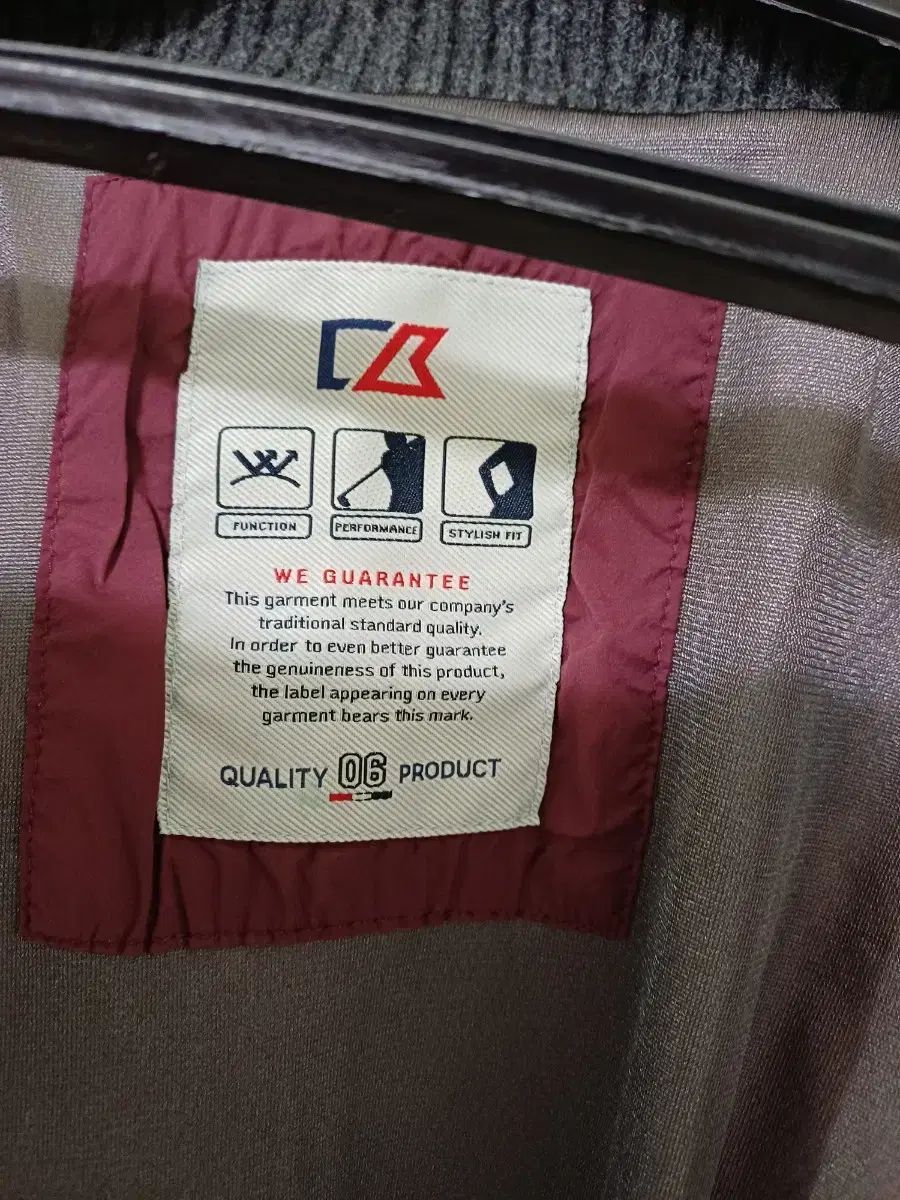 FUNCTION PERFORMANCE STYLISH FIT
WE GUARANTEE
This garment meets our company's
traditional standard quality.
In order to even better guarantee
the genuineness of this product,
the label appearing on every
garment bears this mark.
QUALITY 06 PRODUCT